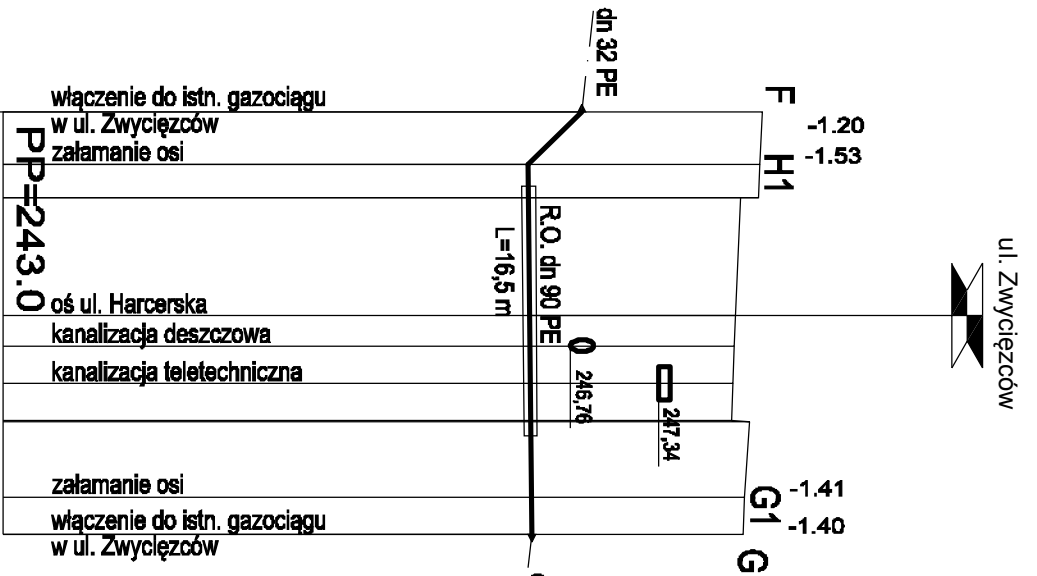 dn 32 PE
F
-1.20
włączenie do istn. gazociągu
w ul. Zwycięzców
załamanie osi
H1
-1.53
PP=243.0
R.O. dn 90 PE
L=16,5 m
ul. Zwycięzców
oś ul. Harcerska
kanalizacja deszczowa
246,76
kanalizacja teletechniczna
247,34
załamanie osi
G1
-1.41
włączenie do istn. gazociągu
w ul. Zwycięzców
-1.40
G